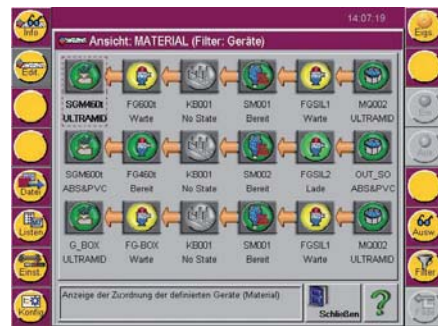 14:07:19
Ansicht: MATERIAL (Filter: Geräte)
Info
Edit.
Datei
Listen
Einst.
Konfig
Eigs.
Ein
Ausw.
Filter
SGM460t FG600t KB001 SM001 FGSIL1 MQ002
ULTRAMID Warte No State Bereit Warte ULTRAMID
SGM600t FG460t KB001 SM002 FGSIL2 OUT_SO
ABS&PVC Bereit No State Bereit Lade ABS&PVC
G_BOX FG-BOX KB001 SM001 FGSIL1 MQ002
ULTRAMID Warte No State Bereit Warte ULTRAMID
Anzeige der Zuordnung der definierten Geräte (Material)
Schließen